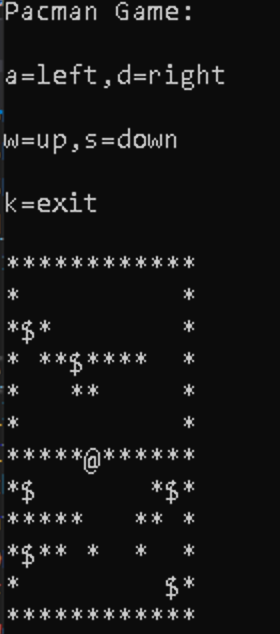 Pacman Game:
a=left,d=right
w=up,s=down
k=exit
************
*          *
*$*        *
* **$****  *
*   **     *
*          *
*****@******
*$      *$*
*****   ** *
*$** *  *  *
*        $*
************